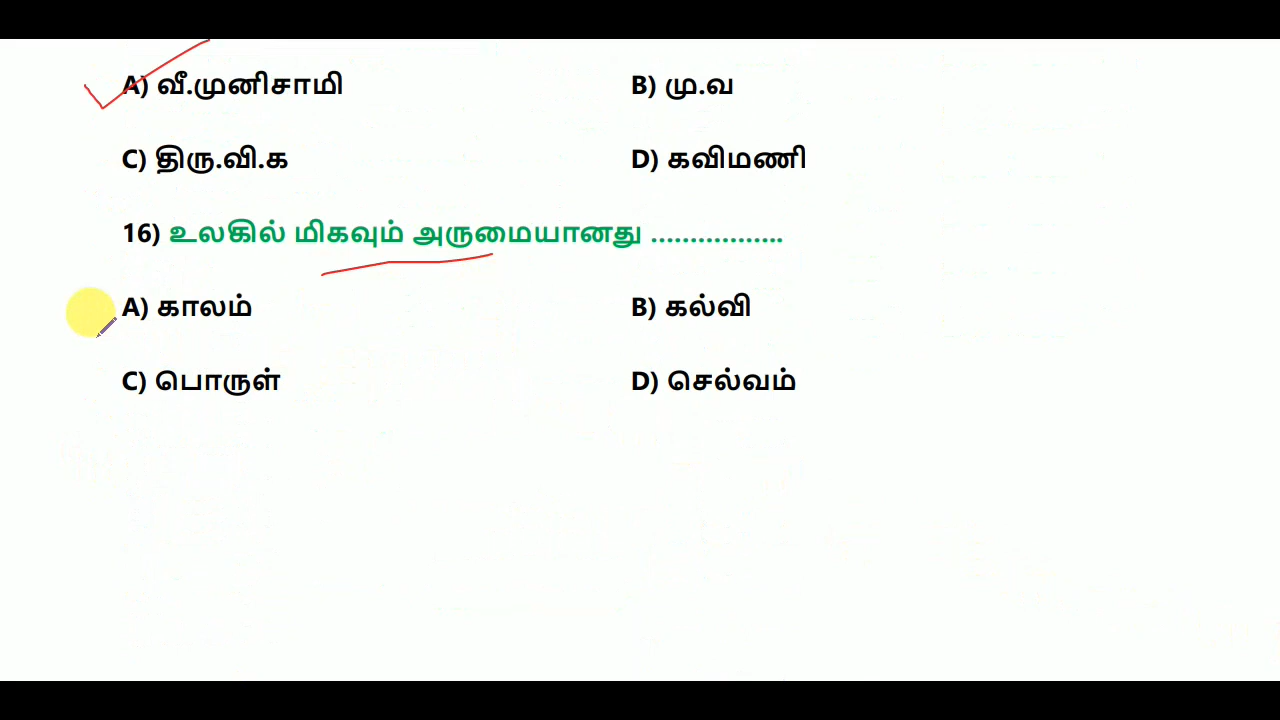 A) வீ.முனிசாமி B) மு.வ
C) திரு.வி.க D) கவிமணி
16) உலகில் மிகவும் அருமையானது .................
A) காலம் B) கல்வி
C) பொருள் D) செல்வம்